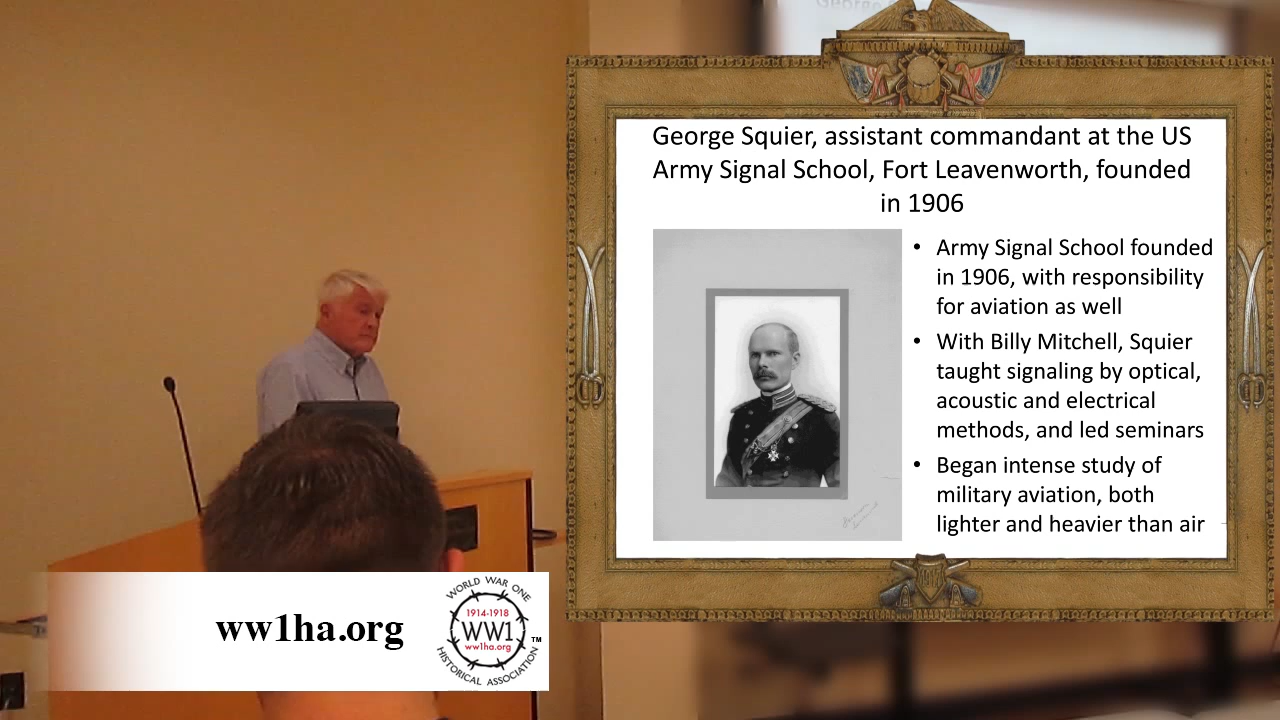 George Squier, assistant commandant at the US
Army Signal School, Fort Leavenworth, founded
in 1906
• Army Signal School founded
in 1906, with responsibility
for aviation as well
• With Billy Mitchell, Squier
taught signaling by optical,
acoustic and electrical
methods, and led seminars
• Began intense study of
military aviation, both
lighter and heavier than air
ww1ha.org
WORLD WAR ONE
1914-1918
WW1
ww1ha.org
HISTORICAL ASSOCIATION
TM